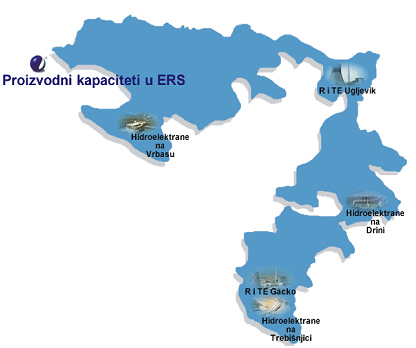 Proizvodni kapaciteti u ERS
R i TE Ugljevik
Hidroelektrane
na
Vrbasu
Hidroelektrane
na
Drini
R i TE Gacko
Hidroelektrane
na
Trebišnjici